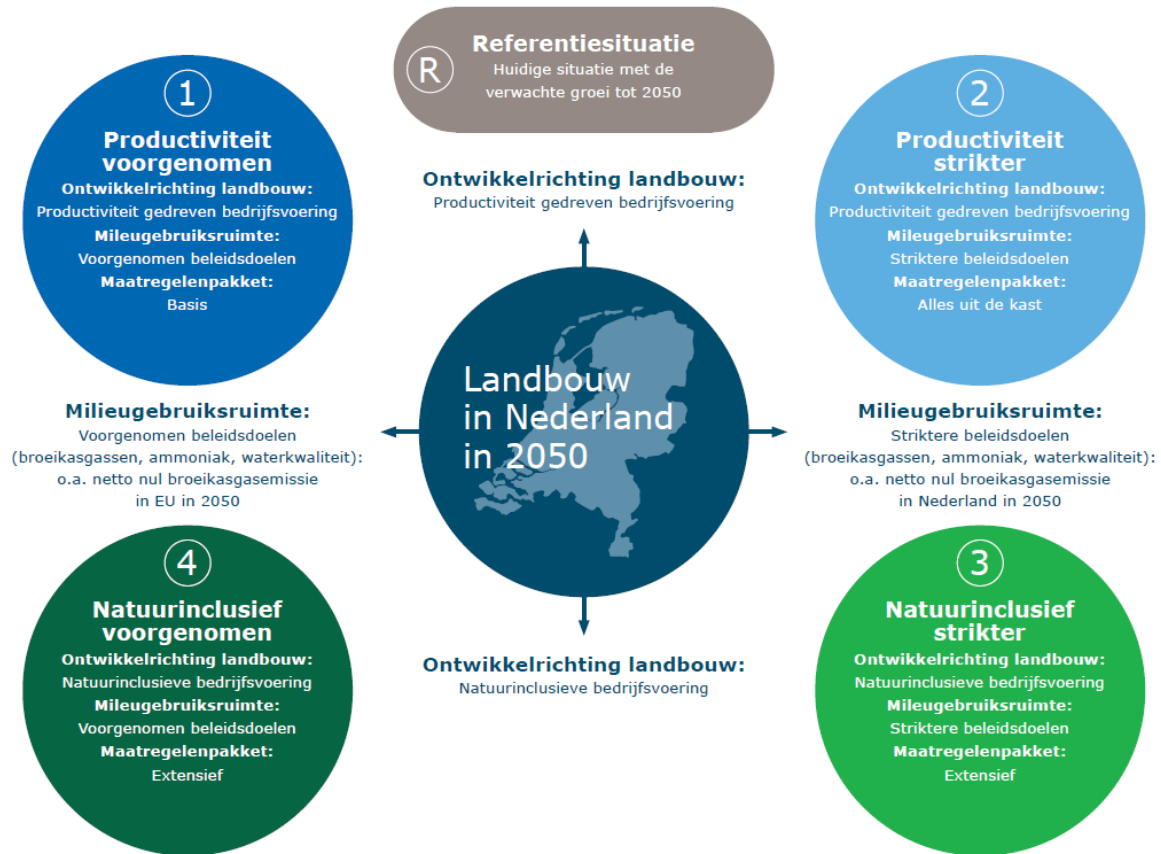 R
Referentiesituatie
Huidige situatie met de
verwachte groei tot 2050
1
Productiviteit
voorgenomen
Ontwikkelrichting landbouw:
Productiviteit gedreven bedrijfsvoering
Mileugebruiksruimte:
Voorgenomen beleidsdoelen
Maatregelenpakket:
Basis
Ontwikkelrichting landbouw:
Productiviteit gedreven bedrijfsvoering
2
Productiviteit
strikter
Ontwikkelrichting landbouw:
Productiviteit gedreven bedrijfsvoering
Mileugebruiksruimte:
Striktere beleidsdoelen
Maatregelenpakket:
Alles uit de kast
Milieugebruiksruimte:
Voorgenomen beleidsdoelen
(broeikasgassen, ammoniak, waterkwaliteit):
o.a. netto nul broeikasgasemissie
in EU in 2050
Landbouw
in Nederland
in 2050
Milieugebruiksruimte:
Striktere beleidsdoelen
(broeikasgassen, ammoniak, waterkwaliteit):
o.a. netto nul broeikasgasemissie
in Nederland in 2050
4
Natuurinclusief
voorgenomen
Ontwikkelrichting landbouw:
Natuurinclusieve bedrijfsvoering
Mileugebruiksruimte:
Voorgenomen beleidsdoelen
Maatregelenpakket:
Extensief
Ontwikkelrichting landbouw:
Natuurinclusieve bedrijfsvoering
3
Natuurinclusief
strikter
Ontwikkelrichting landbouw:
Natuurinclusieve bedrijfsvoering
Mileugebruiksruimte:
Striktere beleidsdoelen
Maatregelenpakket:
Extensief